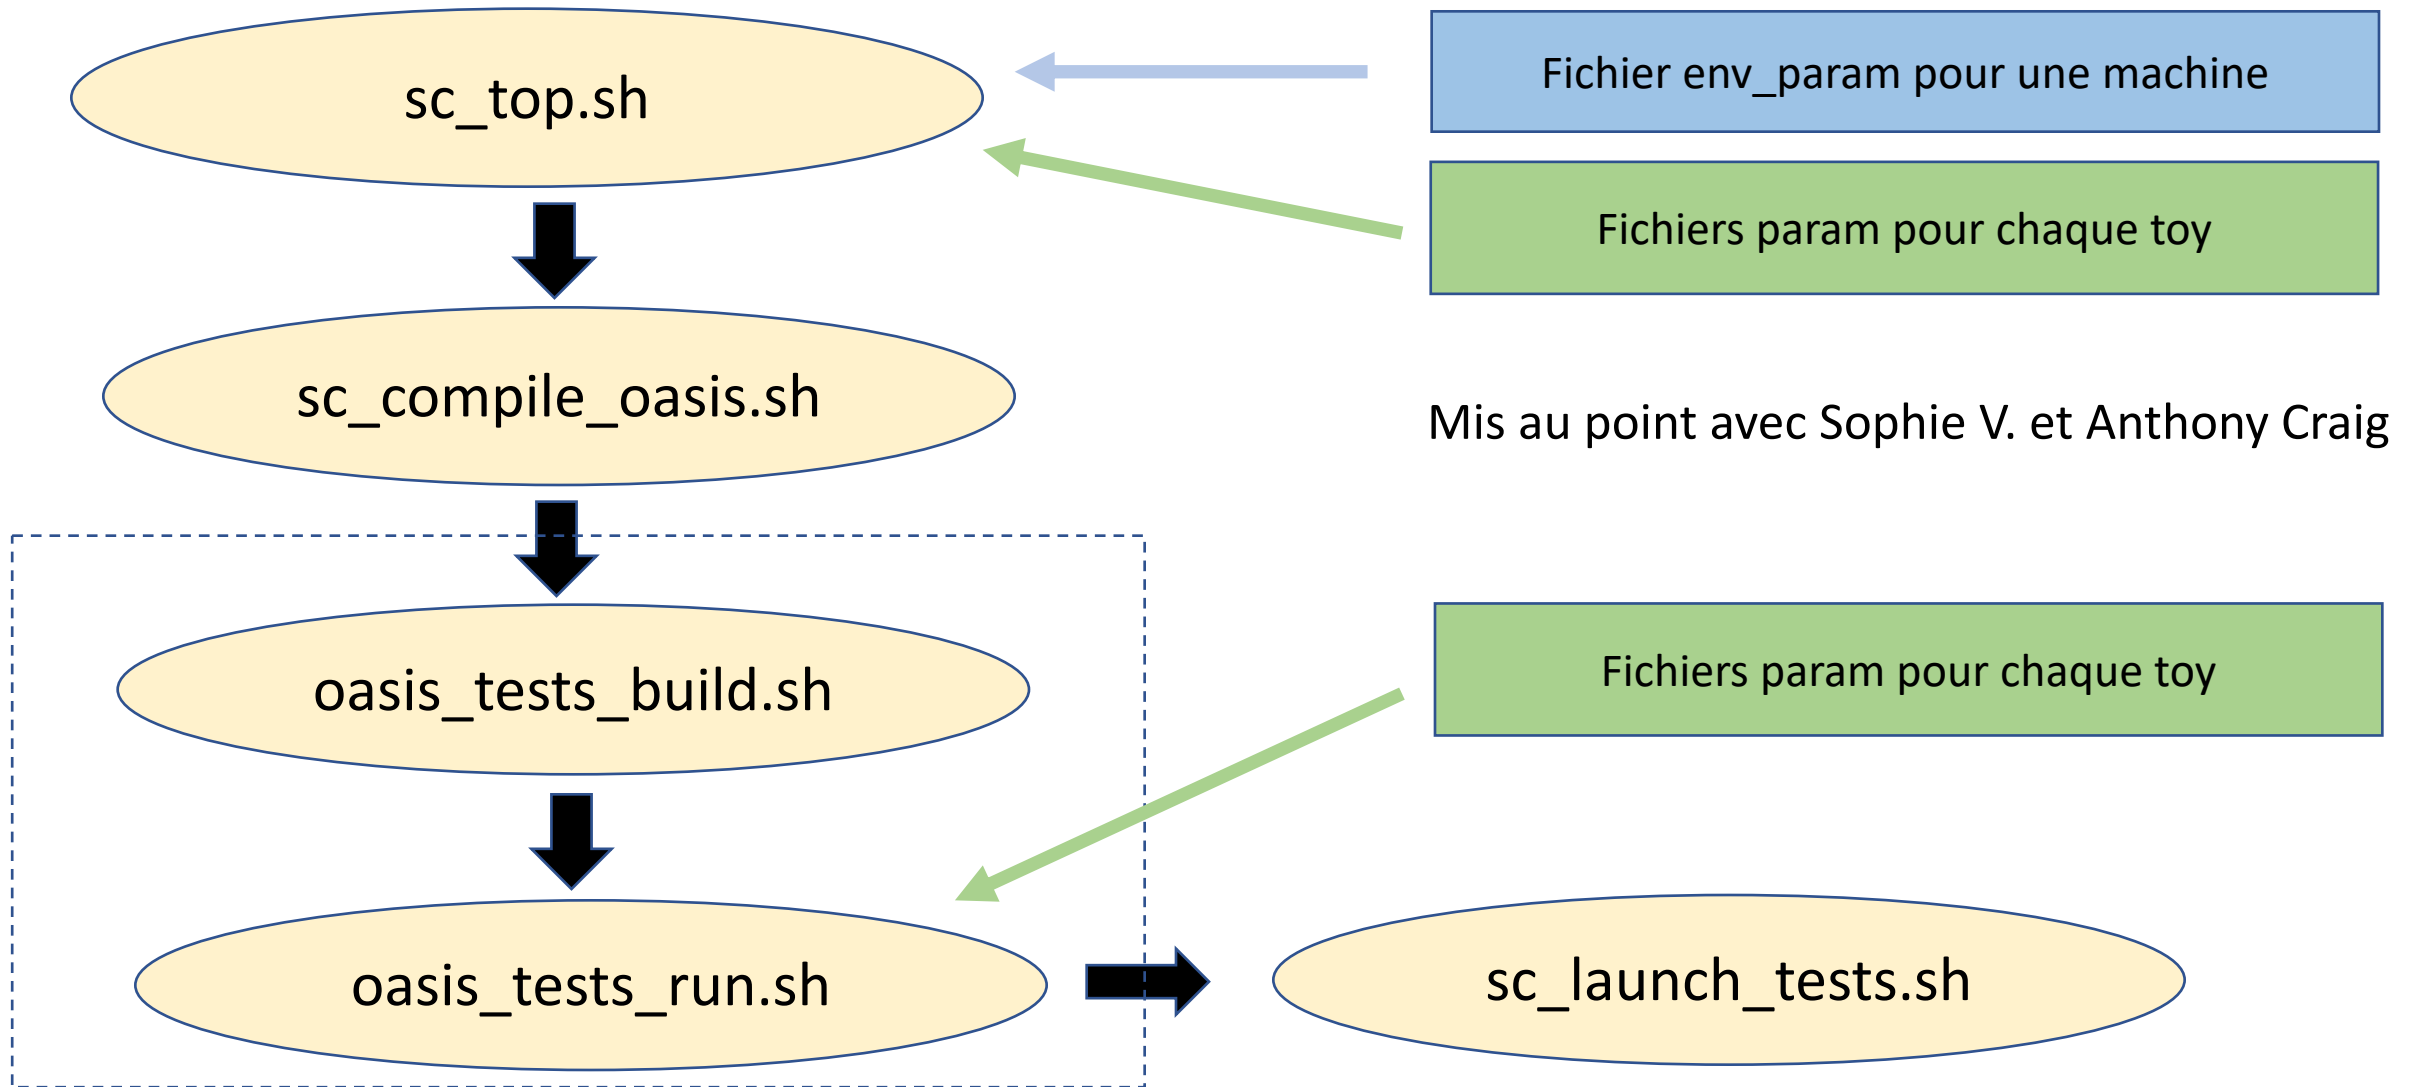 sc_top.sh
Fichier env_param pour une machine
Fichiers param pour chaque toy
sc_compile_oasis.sh
Mis au point avec Sophie V. et Anthony Craig
oasis_tests_build.sh
Fichiers param pour chaque toy
oasis_tests_run.sh
sc_launch_tests.sh